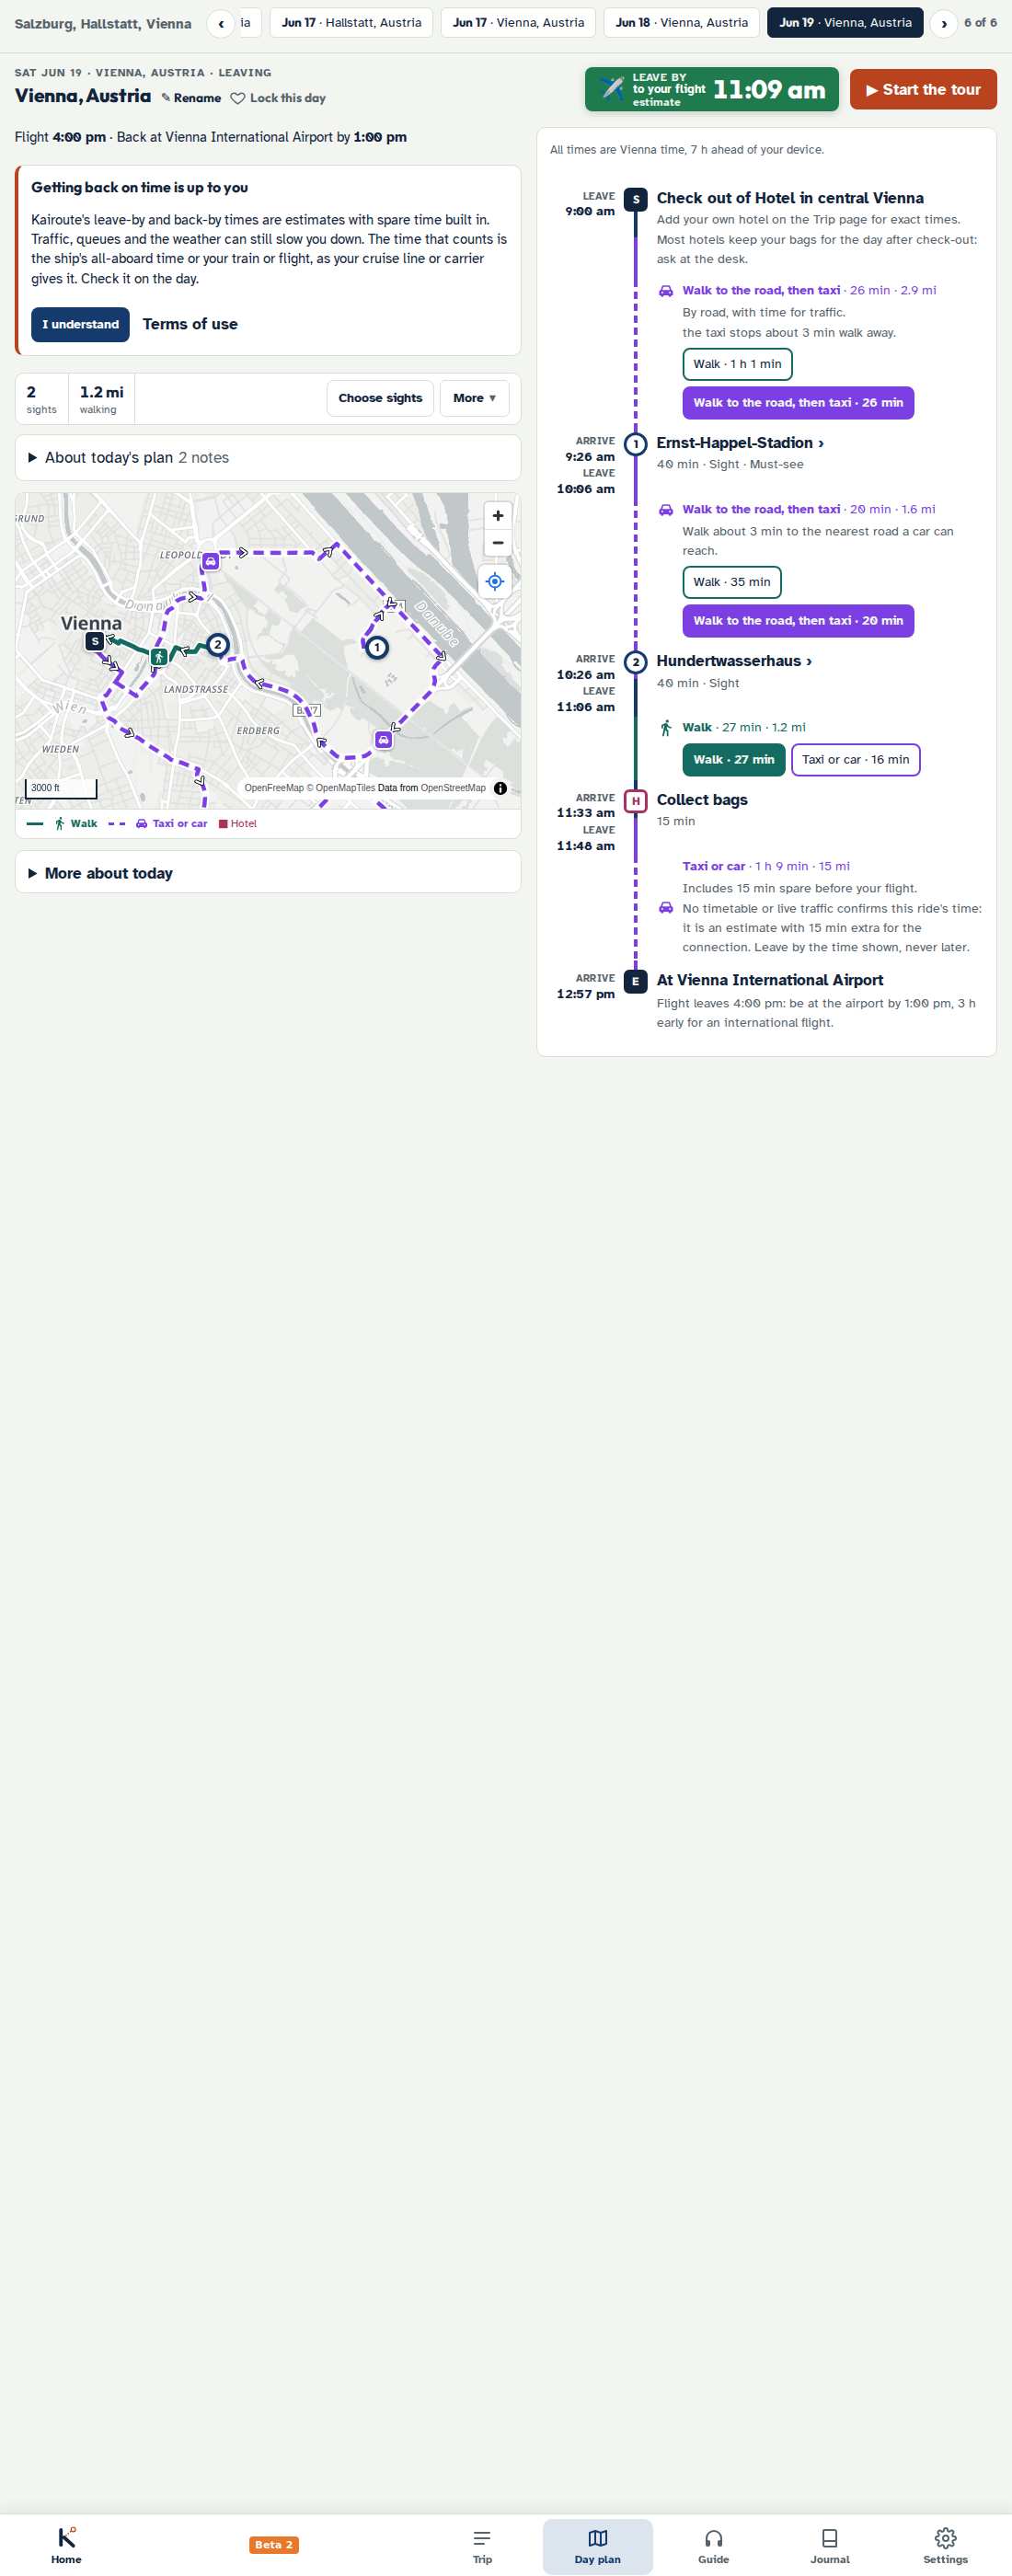 Salzburg, Hallstatt, Vienna
‹
ia
Jun 17 · Hallstatt, Austria
Jun 17 · Vienna, Austria
Jun 18 · Vienna, Austria
Jun 19 · Vienna, Austria
›
6 of 6
SAT JUN 19 · VIENNA, AUSTRIA · LEAVING
Vienna, Austria
✎ Rename
Lock this day
LEAVE BY
to your flight
estimate
11:09 am
▶ Start the tour
Flight 4:00 pm · Back at Vienna International Airport by 1:00 pm
Getting back on time is up to you
Kairoute's leave-by and back-by times are estimates with spare time built in.
Traffic, queues and the weather can still slow you down. The time that counts is
the ship's all-aboard time or your train or flight, as your cruise line or carrier
gives it. Check it on the day.
I understand
Terms of use
2
sights
1.2 mi
walking
Choose sights
More ▾
▶ About today's plan 2 notes
GRUND
LEOPOLD
Donau
Vienna
S
2
1
Danube
LANDSTRASSE
Wien
ERDBERG
WIEDEN
3000 ft
OpenFreeMap © OpenMapTiles Data from OpenStreetMap
Walk
Taxi or car
Hotel
▶ More about today
All times are Vienna time, 7 h ahead of your device.
LEAVE
9:00 am
S
Check out of Hotel in central Vienna
Add your own hotel on the Trip page for exact times.
Most hotels keep your bags for the day after check-out:
ask at the desk.
Walk to the road, then taxi · 26 min · 2.9 mi
By road, with time for traffic.
the taxi stops about 3 min walk away.
Walk · 1 h 1 min
Walk to the road, then taxi · 26 min
ARRIVE
9:26 am
LEAVE
10:06 am
1
Ernst-Happel-Stadion ›
40 min · Sight · Must-see
Walk to the road, then taxi · 20 min · 1.6 mi
Walk about 3 min to the nearest road a car can
reach.
Walk · 35 min
Walk to the road, then taxi · 20 min
ARRIVE
10:26 am
LEAVE
11:06 am
2
Hundertwasserhaus ›
40 min · Sight
Walk · 27 min · 1.2 mi
Walk · 27 min
Taxi or car · 16 min
ARRIVE
11:33 am
LEAVE
11:48 am
H
Collect bags
15 min
Taxi or car · 1 h 9 min · 15 mi
Includes 15 min spare before your flight.
No timetable or live traffic confirms this ride's time:
it is an estimate with 15 min extra for the
connection. Leave by the time shown, never later.
ARRIVE
12:57 pm
E
At Vienna International Airport
Flight leaves 4:00 pm: be at the airport by 1:00 pm, 3 h
early for an international flight.
Home
Beta 2
Trip
Day plan
Guide
Journal
Settings